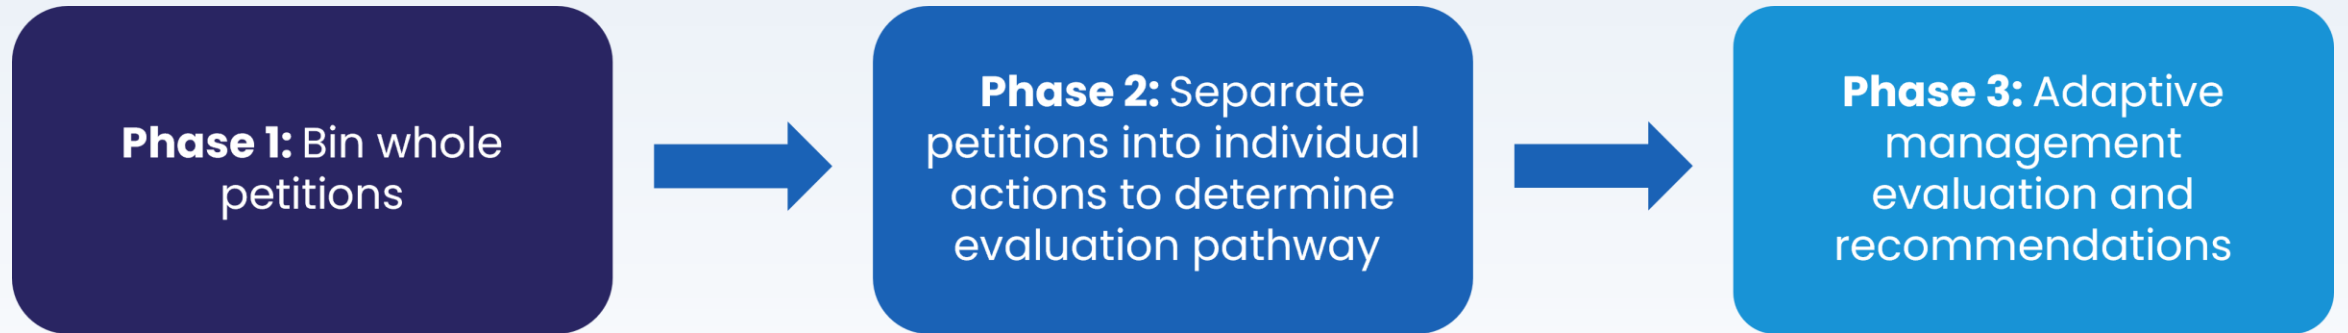 Phase 1: Bin whole
petitions
Phase 2: Separate
petitions into individual
actions to determine
evaluation pathway
Phase 3: Adaptive
management
evaluation and
recommendations